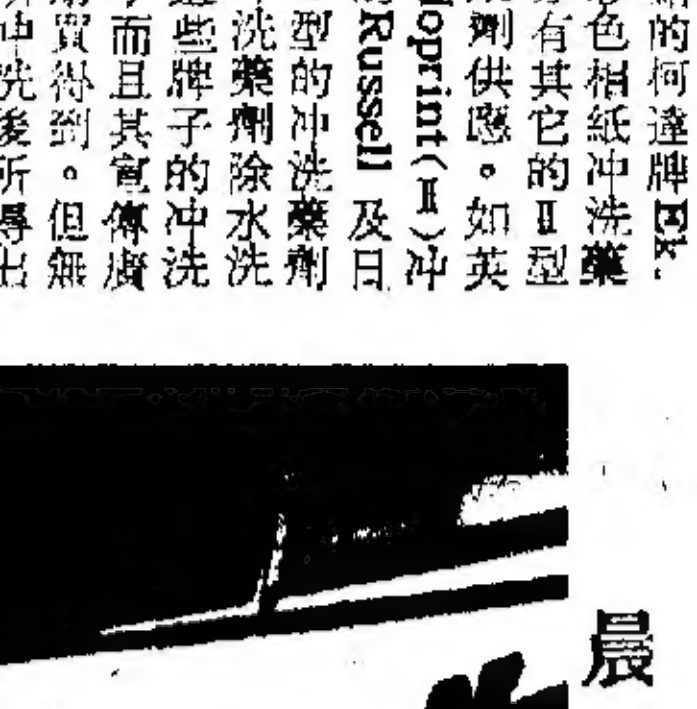 的柯達牌Ek.
色相紙冲洗藥
有其它的Ⅱ型
劑供應。如英
loprint(Ⅱ)冲
Russell 及日
型的冲洗藥劑
洗藥劑除水洗
些牌子的冲洗
而且其宣傳廣
買得到。但無
冲洗後所得出
晨